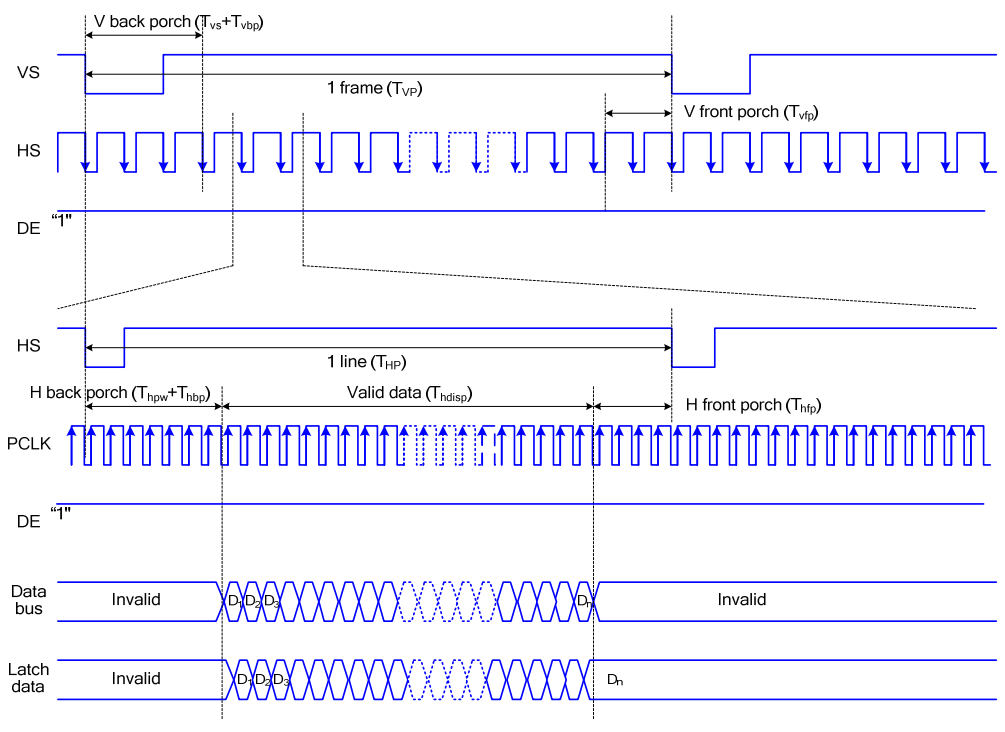 V back porch (Tvs+Tvbp)
VS
1 frame (TVP)
V front porch (Tvfp)
HS
DE "1"
HS
1 line (THP)
H back porch (Thpw+Thbp)
Valid data (Thdisp)
H front porch (Thfp)
PCLK
DE "1"
Data
bus
Invalid
D1 D2 D3
Dn
Invalid
Latch
data
Invalid
D1 D2 D3
Dn